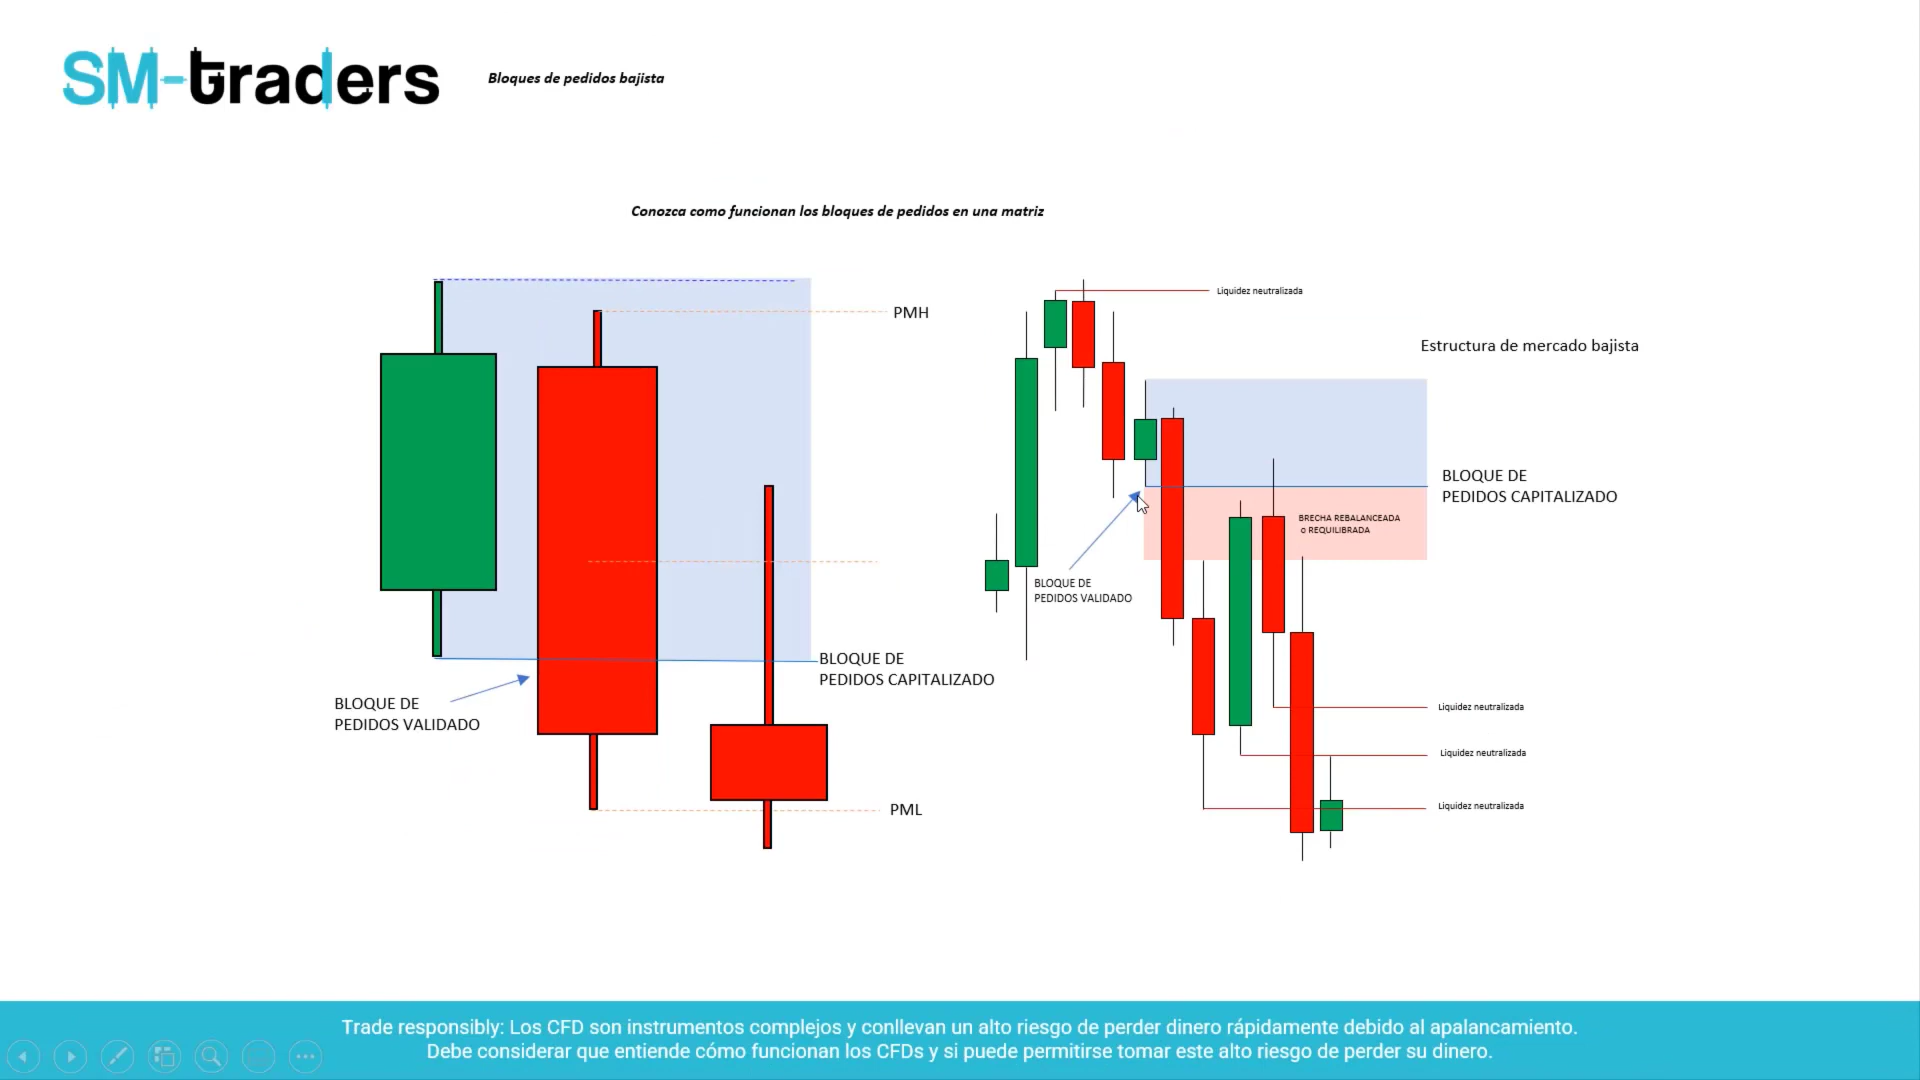 SM-traders
Bloques de pedidos bajista
Conozca como funcionan los bloques de pedidos en una matriz
PMH
BLOQUE DE
PEDIDOS CAPITALIZADO
BLOQUE DE
PEDIDOS VALIDADO
PML
Liquidez neutralizada
Estructura de mercado bajista
BLOQUE DE
PEDIDOS CAPITALIZADO
BRECHA REBALANCEADA
o REQUILIBRADA
BLOQUE DE
PEDIDOS VALIDADO
Liquidez neutralizada
Liquidez neutralizada
Liquidez neutralizada
Trade responsibly: Los CFD son instrumentos complejos y conllevan un alto riesgo de perder dinero rápidamente debido al apalancamiento.
Debe considerar que entiende cómo funcionan los CFDs y si puede permitirse tomar este alto riesgo de perder su dinero.